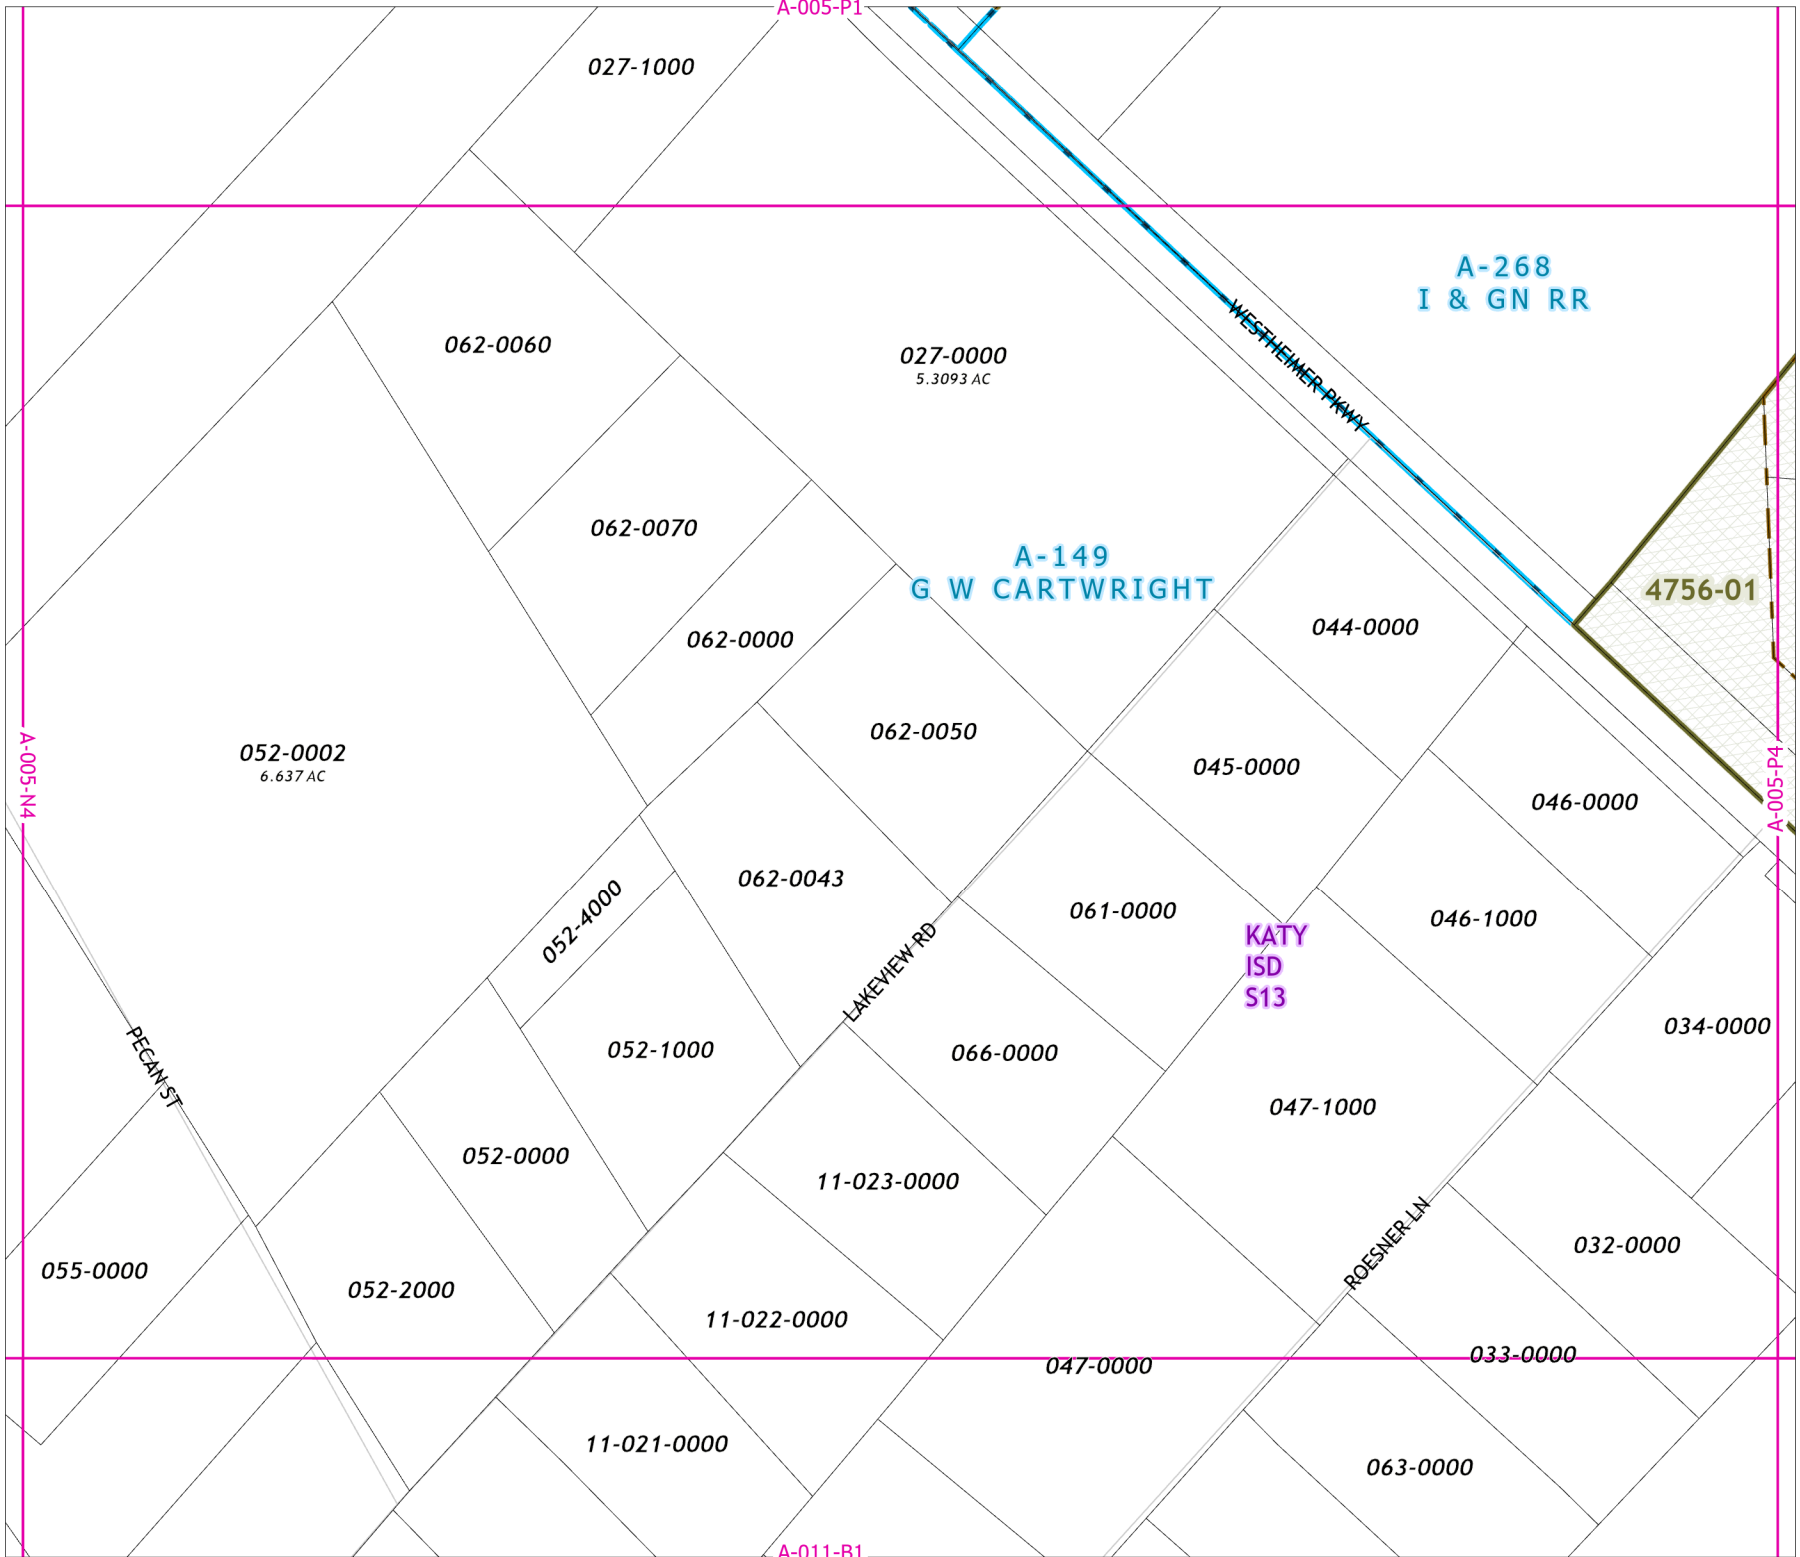 A-005-P1
027-1000
A-268
I & GN RR
WESTHEIMER PKWY
062-0060
027-0000
5.3093 AC
062-0070
A-149
G W CARTWRIGHT
4756-01
044-0000
062-0000
062-0050
052-0002
6.637 AC
045-0000
046-0000
A-005-N4
A-005-P4
062-0043
052-4000
061-0000
046-1000
KATY
ISD
S13
LAKEVIEW RD
034-0000
PECAN ST
052-1000
066-0000
047-1000
052-0000
11-023-0000
ROESNER LN
032-0000
055-0000
052-2000
11-022-0000
047-0000
033-0000
11-021-0000
063-0000
A-011-B1